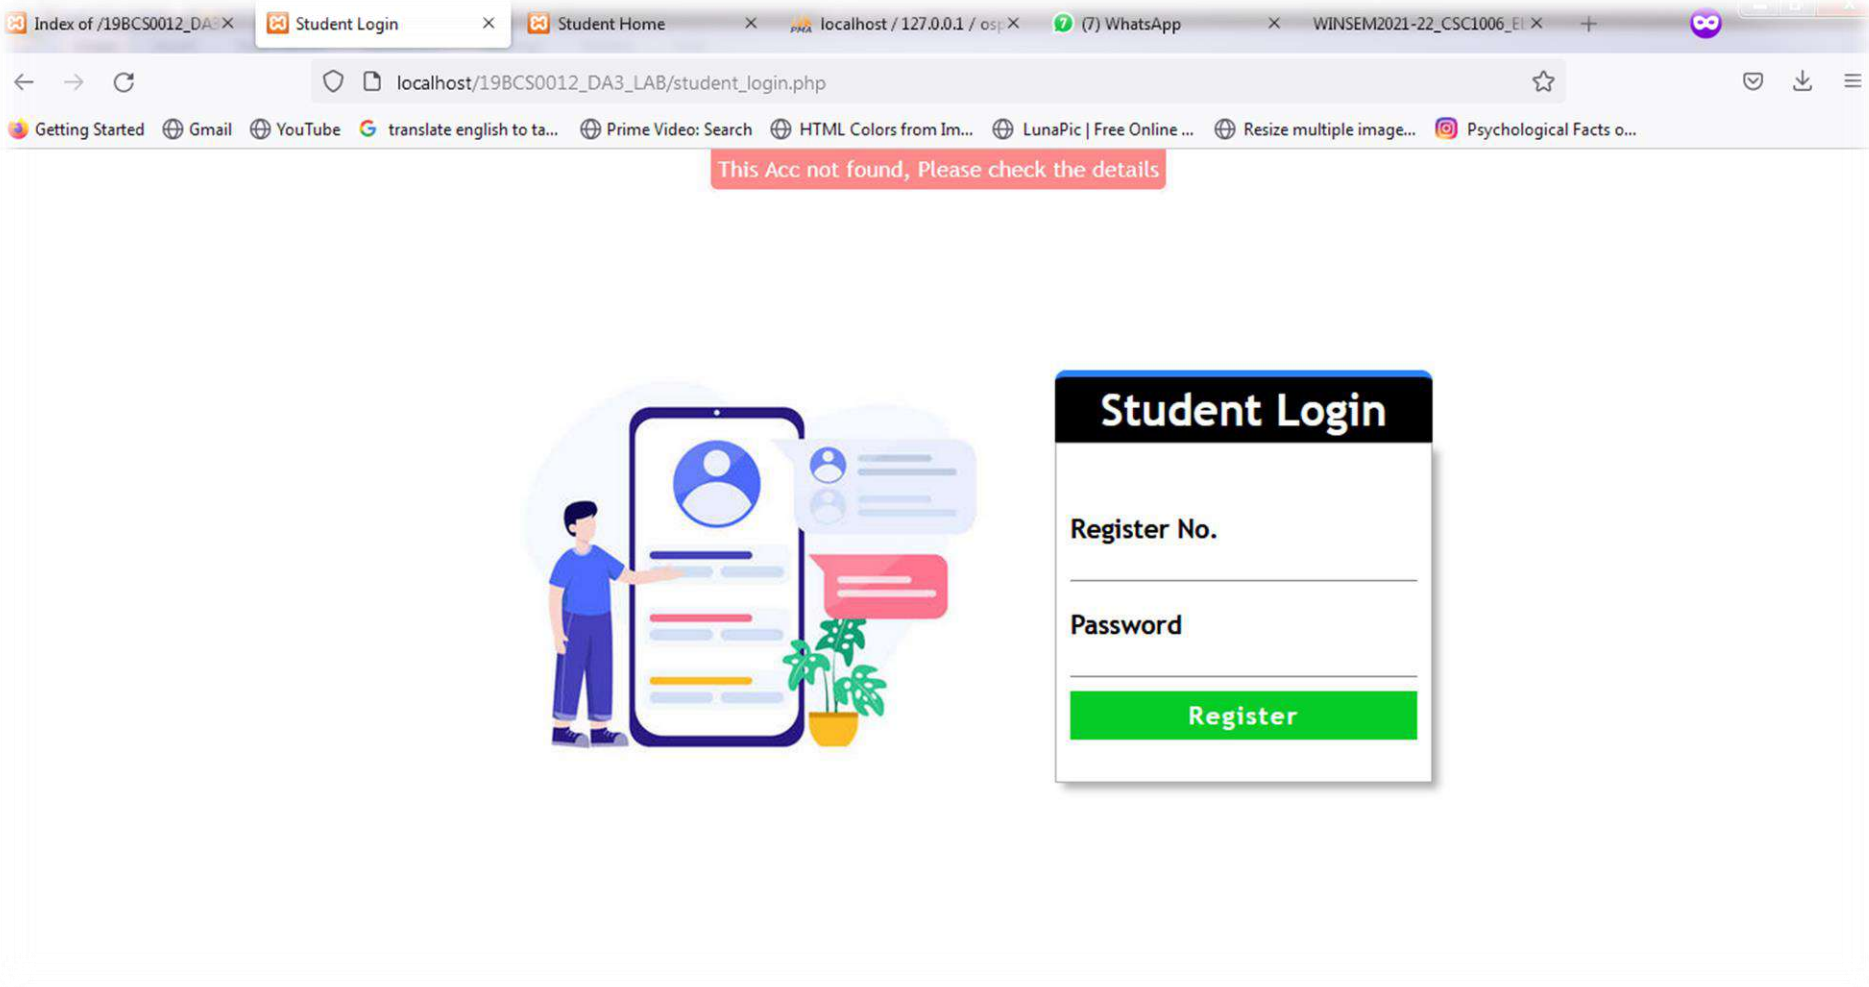 Index of /19BCS0012_DA3
Student Login
Student Home
PMA
localhost / 127.0.0.1 / osp
7
(7) WhatsApp
WINSEM2021-22_CSC1006_E
localhost/19BCS0012_DA3_LAB/student_login.php
Getting Started
Gmail
YouTube
G
translate english to ta...
Prime Video: Search
HTML Colors from Im...
LunaPic | Free Online ...
Resize multiple image...
Psychological Facts o...
This Acc not found, Please check the details
Student Login
Register No.
Password
Register